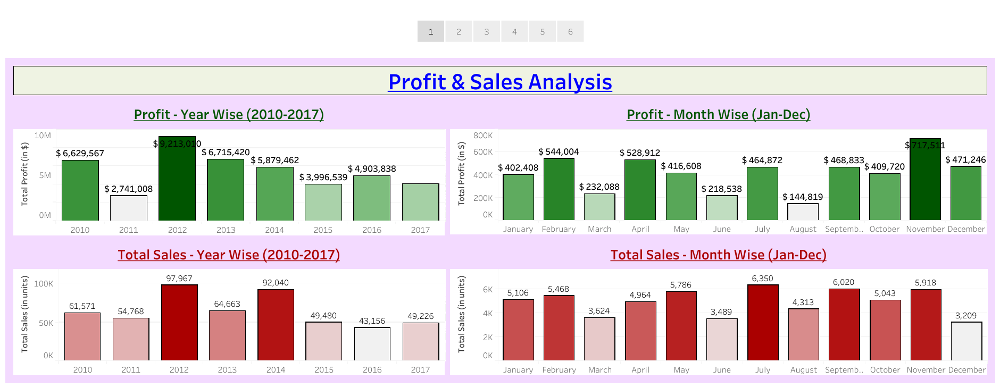 1 2 3 4 5 6
Profit & Sales Analysis
Profit - Year Wise (2010-2017)
Total Profit (in $)
10M
5M
0M
$ 6,629,567
$ 2,741,008
$ 9,213,010
$ 6,715,420
$ 5,879,462
$ 3,996,539
$ 4,903,838
2010 2011 2012 2013 2014 2015 2016 2017
Profit - Month Wise (Jan-Dec)
Total Profit (in $)
800K
600K
400K
200K
0K
$ 402,408
$ 544,004
$ 232,088
$ 528,912
$ 416,608
$ 218,538
$ 464,872
$ 144,819
$ 468,833
$ 409,720
$ 717,511
$ 471,246
January February March April May June July August Septemb.. October November December
Total Sales - Year Wise (2010-2017)
Total Sales (in units)
100K
50K
0K
61,571
54,768
97,967
64,663
92,040
49,480
43,156
49,226
2010 2011 2012 2013 2014 2015 2016 2017
Total Sales - Month Wise (Jan-Dec)
Total Sales (in units)
6K
4K
2K
0K
5,106
5,468
3,624
4,964
5,786
3,489
6,350
4,313
6,020
5,043
5,918
3,209
January February March April May June July August Septemb.. October November December